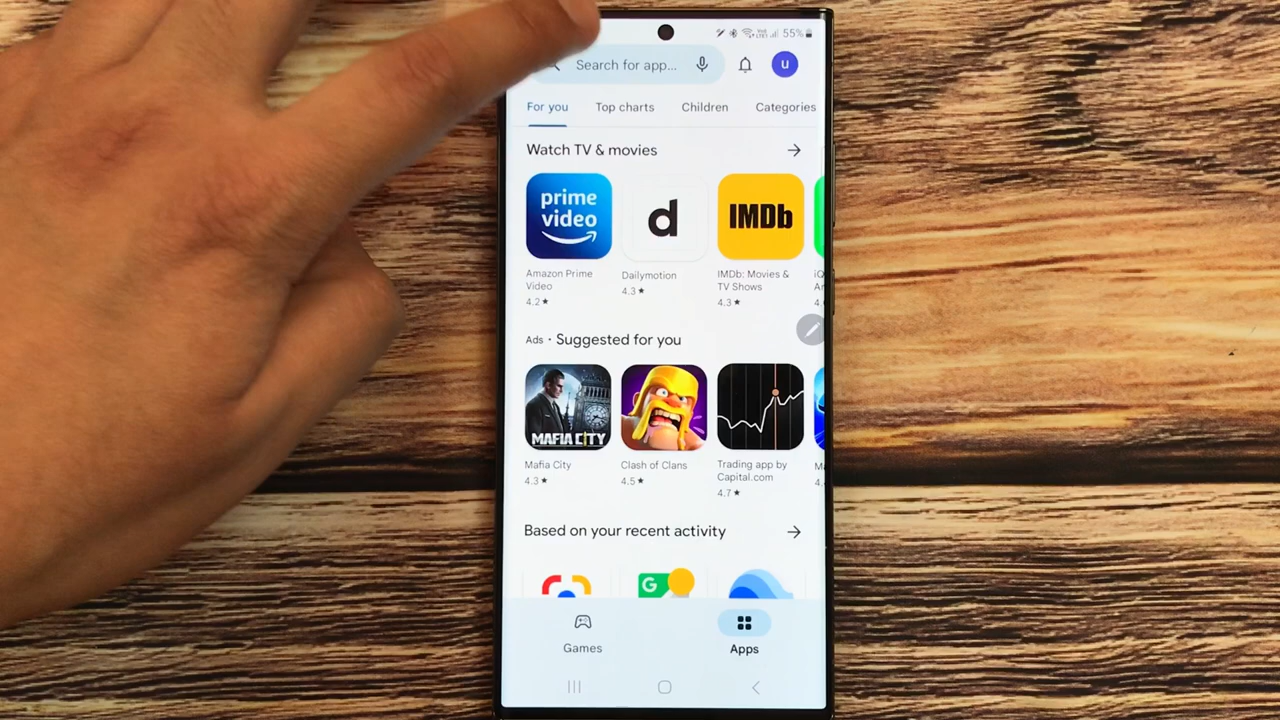 55%
Search for app...
u
For you Top charts Children Categories
Watch TV & movies
prime
video
d
IMDb
Amazon Prime
Video
4.2★
Dailymotion
4.3★
IMDb: Movies &
TV Shows
4.3★
Ads · Suggested for you
MAFIA CITY
Mafia City
4.3★
Clash of Clans
4.5★
Trading app by
Capital.com
4.7★
Based on your recent activity
G
Games
Apps